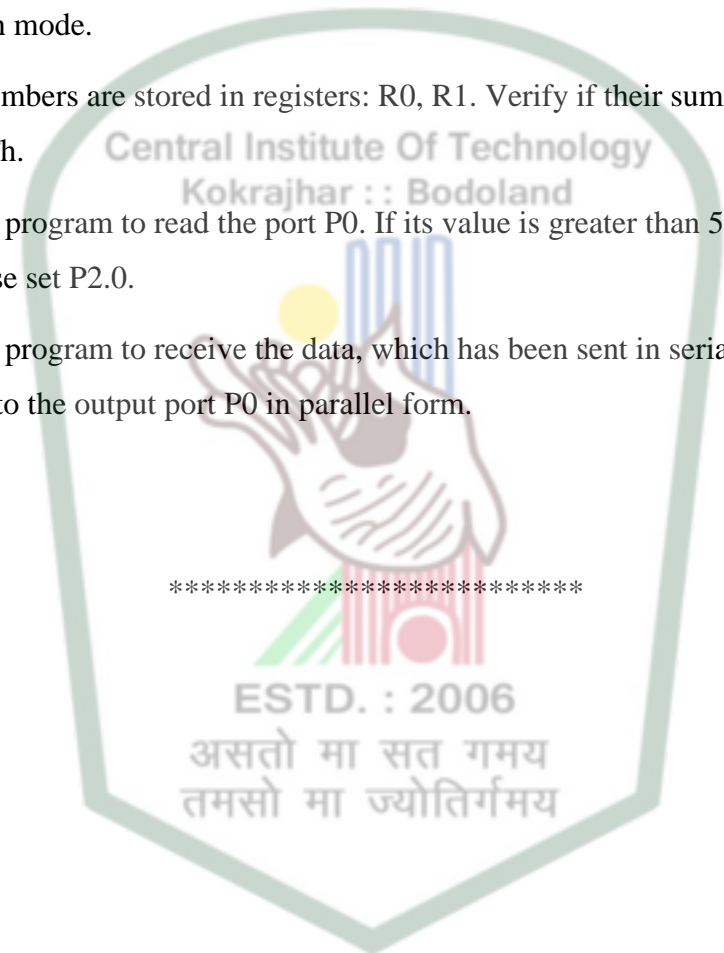 n mode.
mbers are stored in registers: R0, R1. Verify if their sum
h.
Central Institute Of Technology
Kokrajhar : : Bodoland
program to read the port P0. If its value is greater than 5
se set P2.0.
program to receive the data, which has been sent in seria
to the output port P0 in parallel form.
**************************
ESTD. : 2006
असतो मा सत गमय
तमसो मा ज्योतिर्गमय